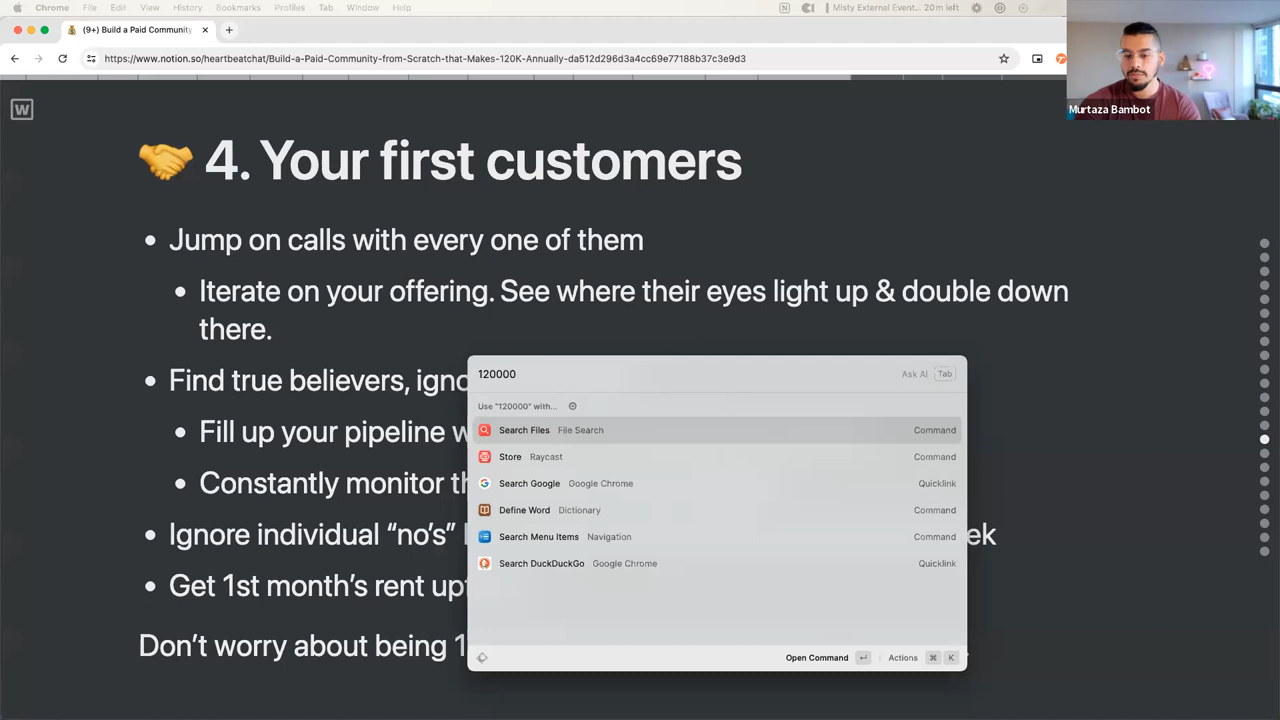 Chrome File Edit View History Bookmarks Profiles Tab Window Help Misty External Event... 20 m left
(9+) Build a Paid Community
https://www.notion.so/heartbeatchat/Build-a-Paid-Community-from-Scratch-that-Makes-120K-Annually-da512d296d3a4cc69e77188b37c3e9d3
Murtaza Bambot
W
4. Your first customers
Jump on calls with every one of them
Iterate on your offering. See where their eyes light up & double down
there.
Find true believers, igno
Fill up your pipeline w
Constantly monitor th
Ignore individual “no’s” ek
Get 1st month’s rent upf
Don’t worry about being 1
120000 Ask AI Tab
Use "120000" with...
Search Files File Search Command
Store Raycast Command
Search Google Google Chrome Quicklink
Define Word Dictionary Command
Search Menu Items Navigation Command
Search DuckDuckGo Google Chrome Quicklink
Open Command ↵ Actions ⌘ K